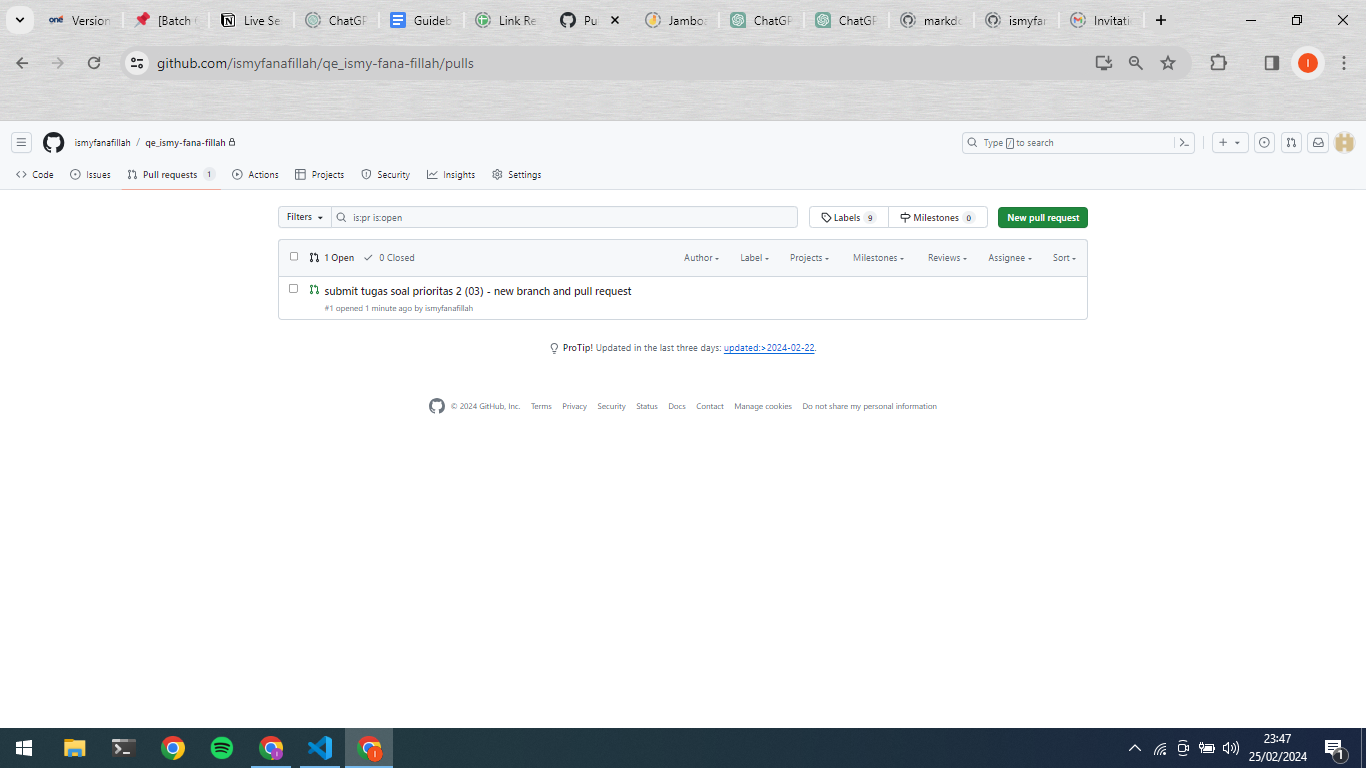 one Version
[Batch
Live Se
ChatGP
Guideb
Link Re
Pu
Jambo
ChatGP
ChatGP
markdo
ismyfan
Invitati
github.com/ismyfanafillah/qe_ismy-fana-fillah/pulls
I
ismyfanafillah / qe_ismy-fana-fillah
Type / to search
Code Issues Pull requests 1 Actions Projects Security Insights Settings
Filters is:pr is:open Labels 9 Milestones 0 New pull request
1 Open 0 Closed Author Label Projects Milestones Reviews Assignee Sort
submit tugas soal prioritas 2 (03) - new branch and pull request
#1 opened 1 minute ago by ismyfanafillah
ProTip! Updated in the last three days: updated:>2024-02-22.
© 2024 GitHub, Inc. Terms Privacy Security Status Docs Contact Manage cookies Do not share my personal information
23:47
25/02/2024
1